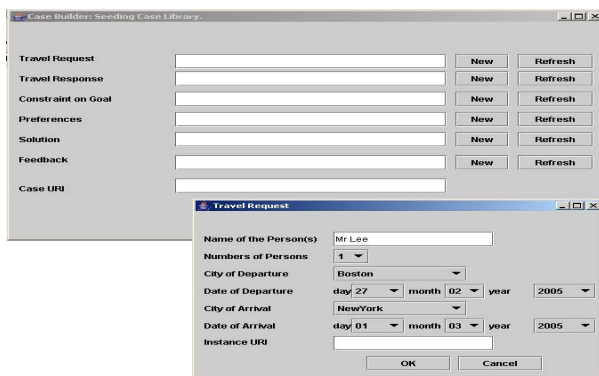 Case Builder: Seeding Case Library.
Travel Request New Refresh
Travel Response New Refresh
Constraint on Goal New Refresh
Preferences New Refresh
Solution New Refresh
Feedback New Refresh
Case URI
Travel Request
Name of the Person(s) Mr Lee
Numbers of Persons 1
City of Departure Boston
Date of Departure day 27 month 02 year 2005
City of Arrival NewYork
Date of Arrival day 01 month 03 year 2005
Instance URI
OK Cancel